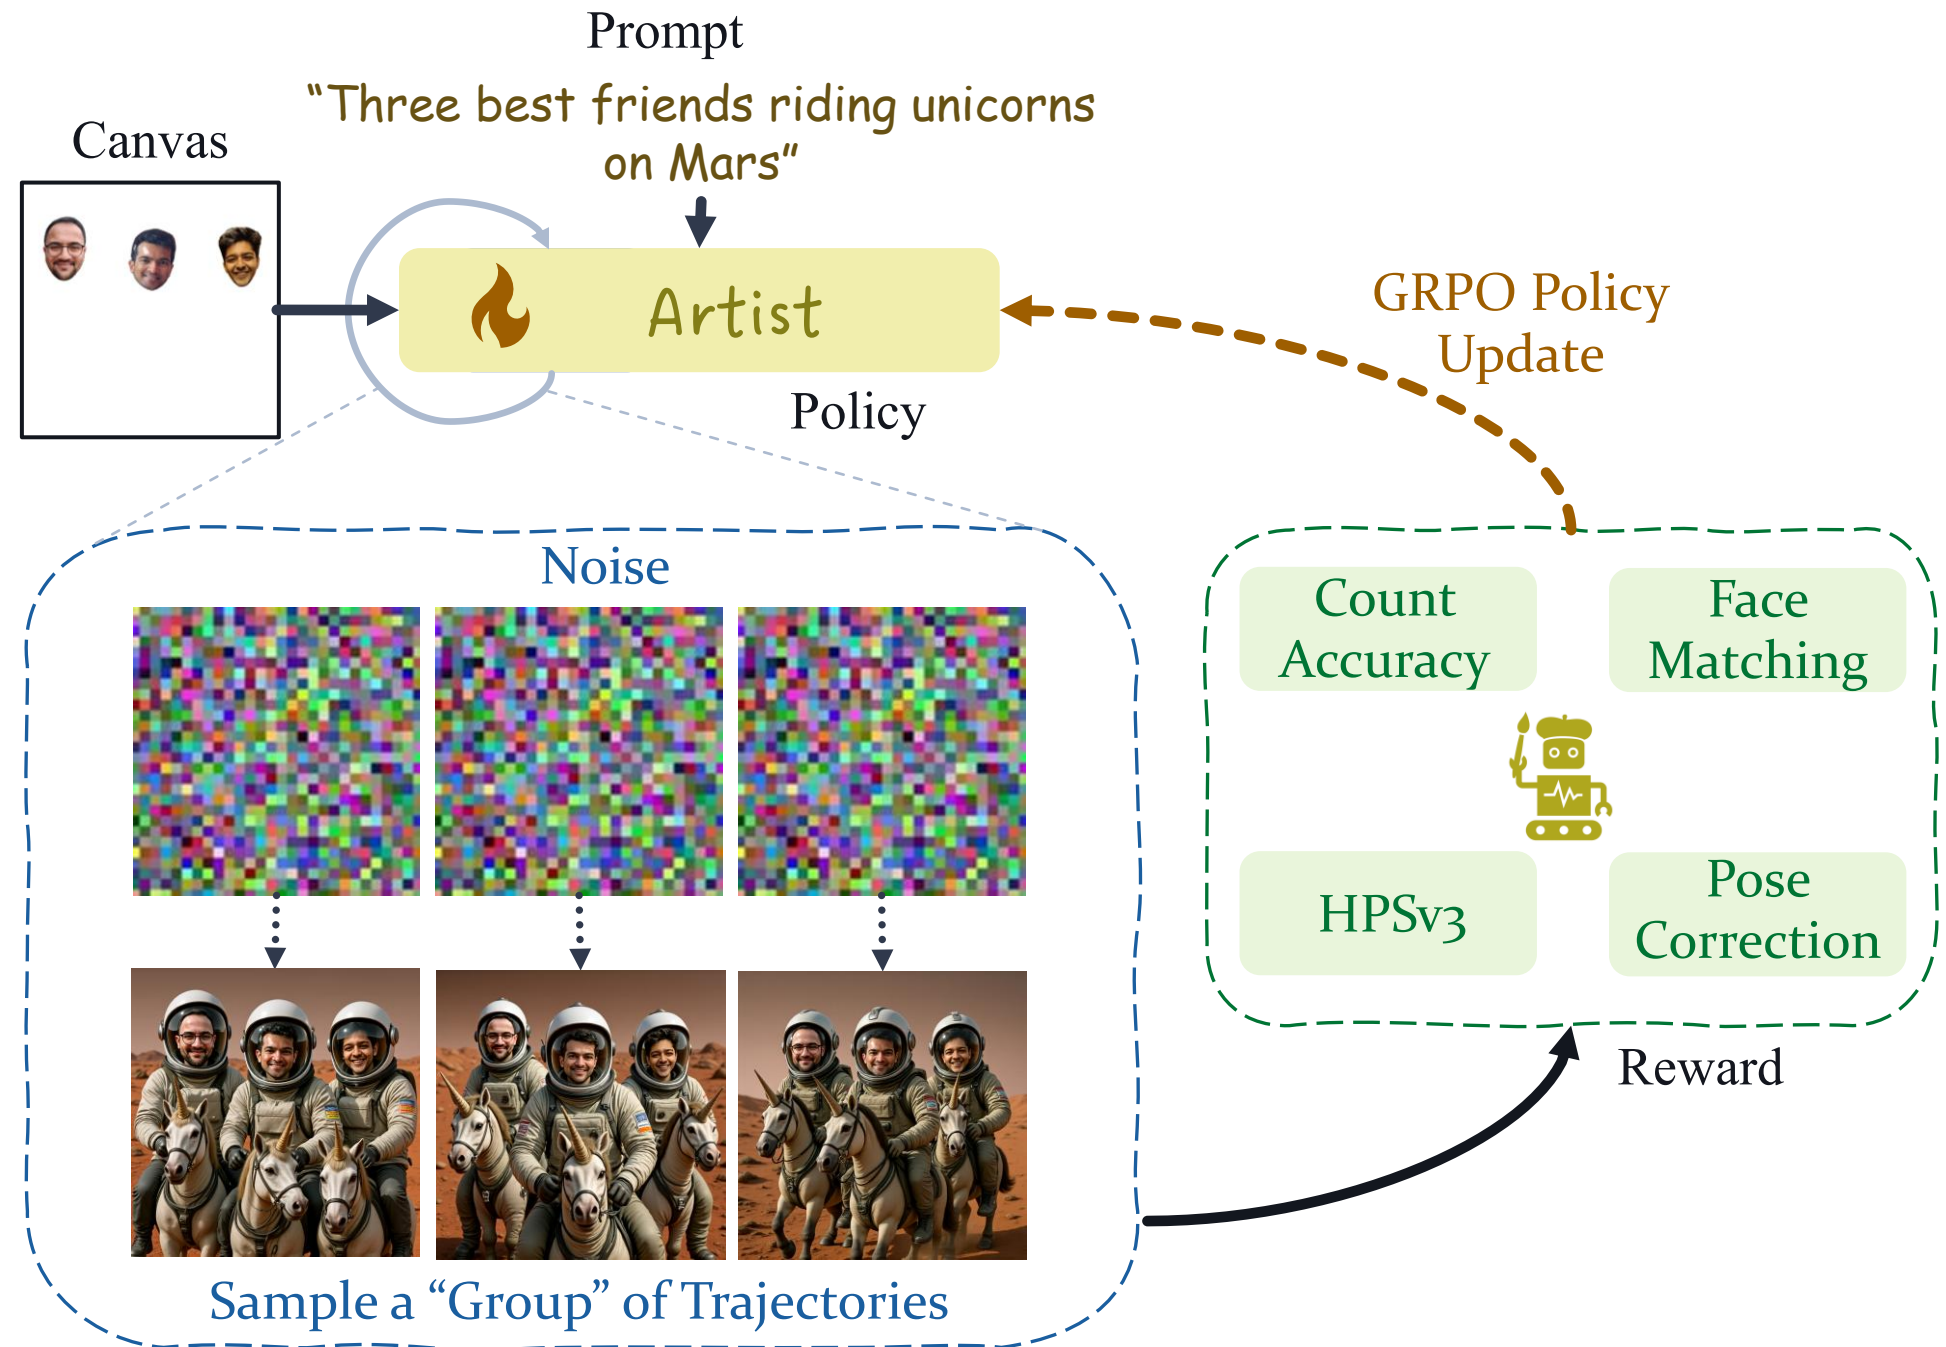 Prompt
“Three best friends riding unicorns
on Mars”
Canvas
Artist
Policy
GRPO Policy
Update
Noise
Sample a “Group” of Trajectories
Count
Accuracy
Face
Matching
HPSv3
Pose
Correction
Reward